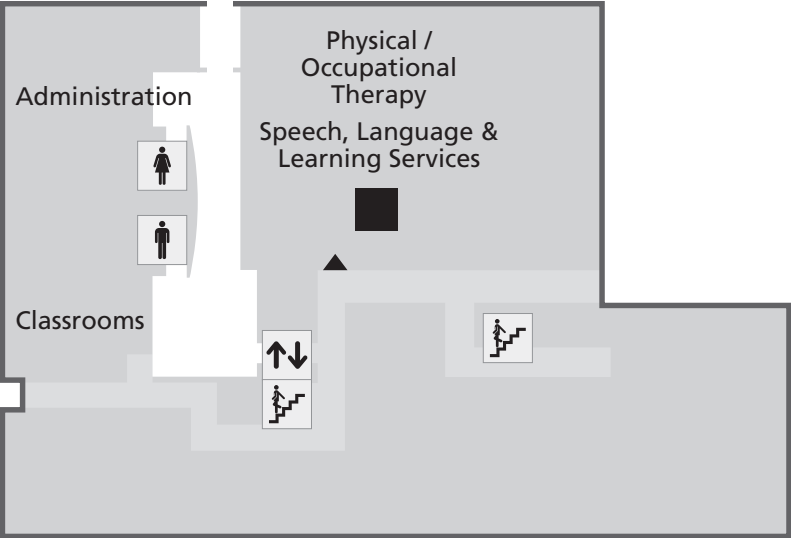 Physical /
Occupational
Therapy
Administration
Speech, Language &
Learning Services
Classrooms